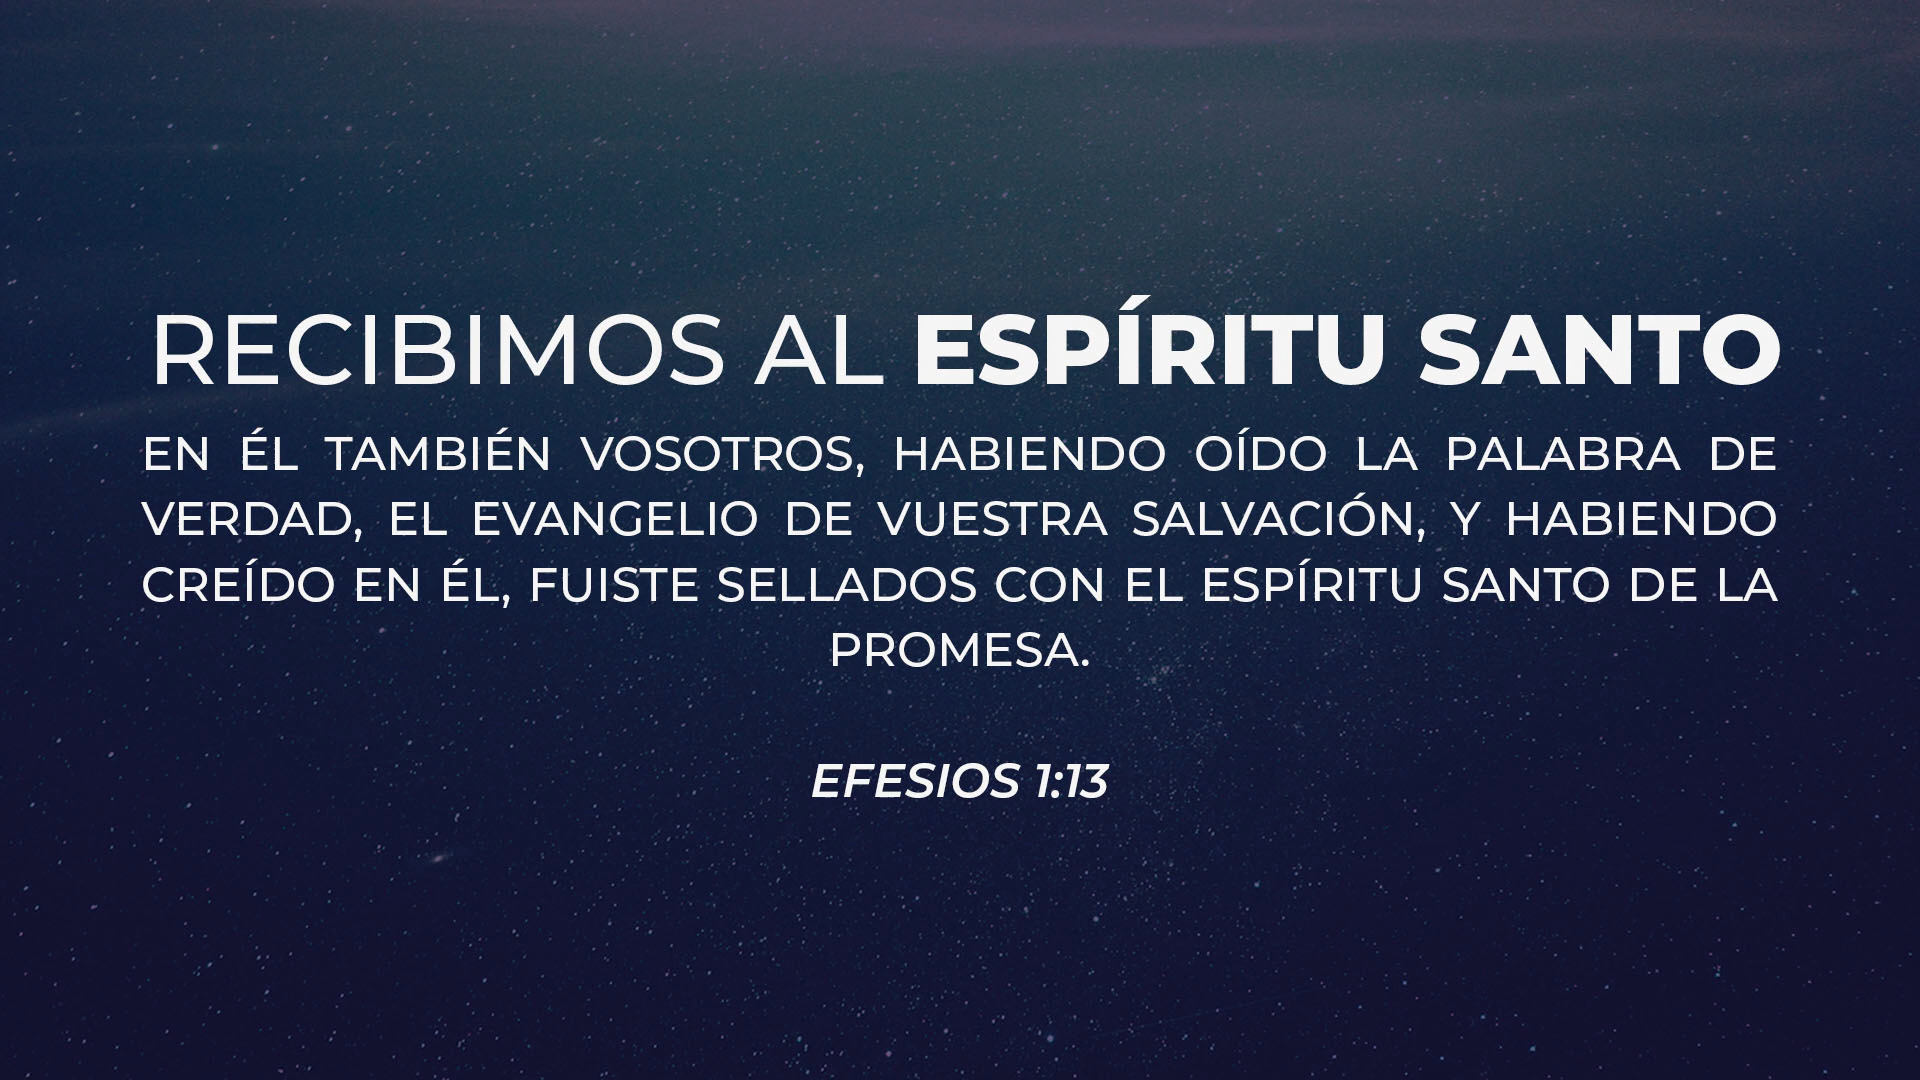 RECIBIMOS AL ESPÍRITU SANTO
EN ÉL TAMBIÉN VOSOTROS, HABIENDO OÍDO LA PALABRA DE
VERDAD, EL EVANGELIO DE VUESTRA SALVACIÓN, Y HABIENDO
CREÍDO EN ÉL, FUISTE SELLADOS CON EL ESPÍRITU SANTO DE LA
PROMESA.
EFESIOS 1:13